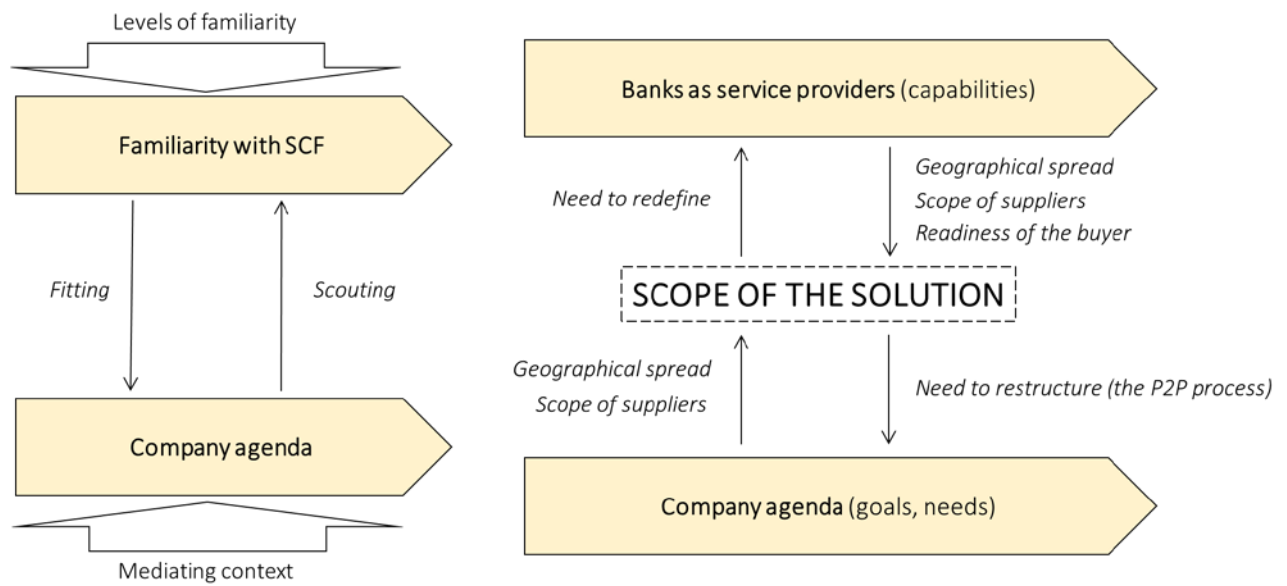 Levels of familiarity
Familiarity with SCF
Fitting
Scouting
Company agenda
Mediating context
Banks as service providers (capabilities)
Need to redefine
Geographical spread
Scope of suppliers
Readiness of the buyer
SCOPE OF THE SOLUTION
Geographical spread
Scope of suppliers
Need to restructure (the P2P process)
Company agenda (goals, needs)